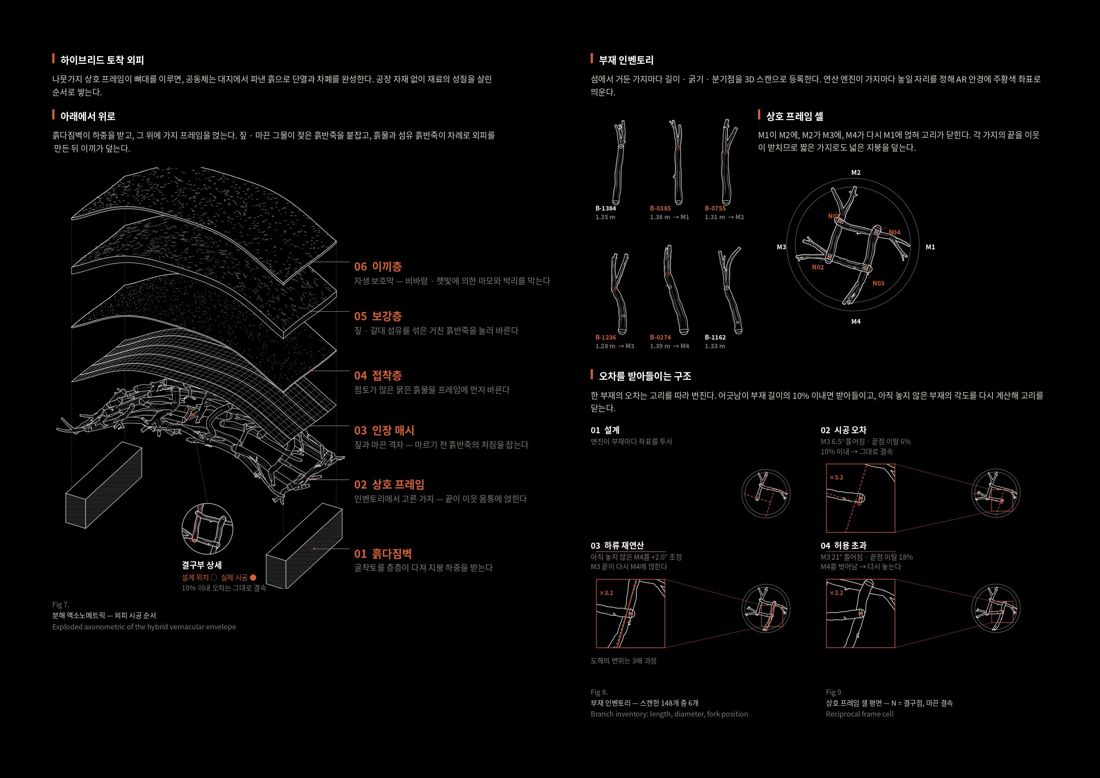 하이브리드 토착 외피
나뭇가지 상호 프레임이 뼈대를 이루면, 공동체는 대지에서 파낸 흙으로 단열과 차폐를 완성한다. 공장 자재 없이 재료의 성질을 살린
순서로 쌓는다.
아래에서 위로
흙다짐벽이 하중을 받고, 그 위에 가지 프레임을 얹는다. 짚 · 마끈 그물이 젖은 흙반죽을 붙잡고, 흙물과 섬유 흙반죽이 차례로 외피를
만든 뒤 이끼가 덮는다.
06 이끼층
자생 보호막 — 비바람 · 햇빛에 의한 마모와 박리를 막는다
05 보강층
짚 · 갈대 섬유를 섞은 거친 흙반죽을 눌러 바른다
04 접착층
점토가 많은 묽은 흙물을 프레임에 먼저 바른다
03 인장 매시
짚과 마끈 격자 — 마르기 전 흙반죽의 처짐을 잡는다
02 상호 프레임
인벤토리에서 고른 가지 — 끝이 이웃 몸통에 얹힌다
01 흙다짐벽
굴착토를 층층이 다져 지붕 하중을 받는다
결구부 상세
설계 위치 ○ 실제 시공 ●
10% 이내 오차는 그대로 결속
Fig 7.
분해 액소노메트릭 — 외피 시공 순서
Exploded axonometric of the hybrid vernacular envelope
부재 인벤토리
섬에서 거둔 가지마다 길이 · 굵기 · 분기점을 3D 스캔으로 등록한다. 연산 엔진이 가지마다 놓일 자리를 정해 AR 안경에 주황색 좌표로
띄운다.
B-1384
1.35 m
B-0385
1.38 m → M1
B-0755
1.31 m → M2
B-1236
1.28 m → M3
B-0274
1.39 m → M4
B-1162
1.33 m
상호 프레임 셀
M1이 M2에, M2가 M3에, M3에, M4가 다시 M1에 얹혀 고리가 닫힌다. 각 가지의 끝을 이웃
이 받치므로 짧은 가지로도 넓은 지붕을 덮는다.
M2
N04
M3
M1
N02
N03
M4
오차를 받아들이는 구조
한 부재의 오차는 고리를 따라 번진다. 어긋남이 부재 길이의 10% 이내면 받아들이고, 아직 놓지 않은 부재의 각도를 다시 계산해 고리를
닫는다.
01 설계
엔진이 부재마다 좌표를 투사
02 시공 오차
M3 6.5° 틀어짐 · 끝점 이탈 6%
10% 이내 → 그대로 결속
×3.2
03 하류 재연산
아직 놓지 않은 M4를 +2.0° 조정
M3 끝이 다시 M4에 얹힌다
×3.2
04 허용 초과
M3 21° 틀어짐 · 끝점 이탈 18%
M4를 벗어남 → 다시 놓는다
×3.2
도해의 변위는 3배 과장
Fig 8.
부재 인벤토리 — 스캔한 148개 중 6개
Branch inventory: length, diameter, fork position
Fig 9.
상호 프레임 셀 평면 — N = 결구점, 마끈 결속
Reciprocal frame cell